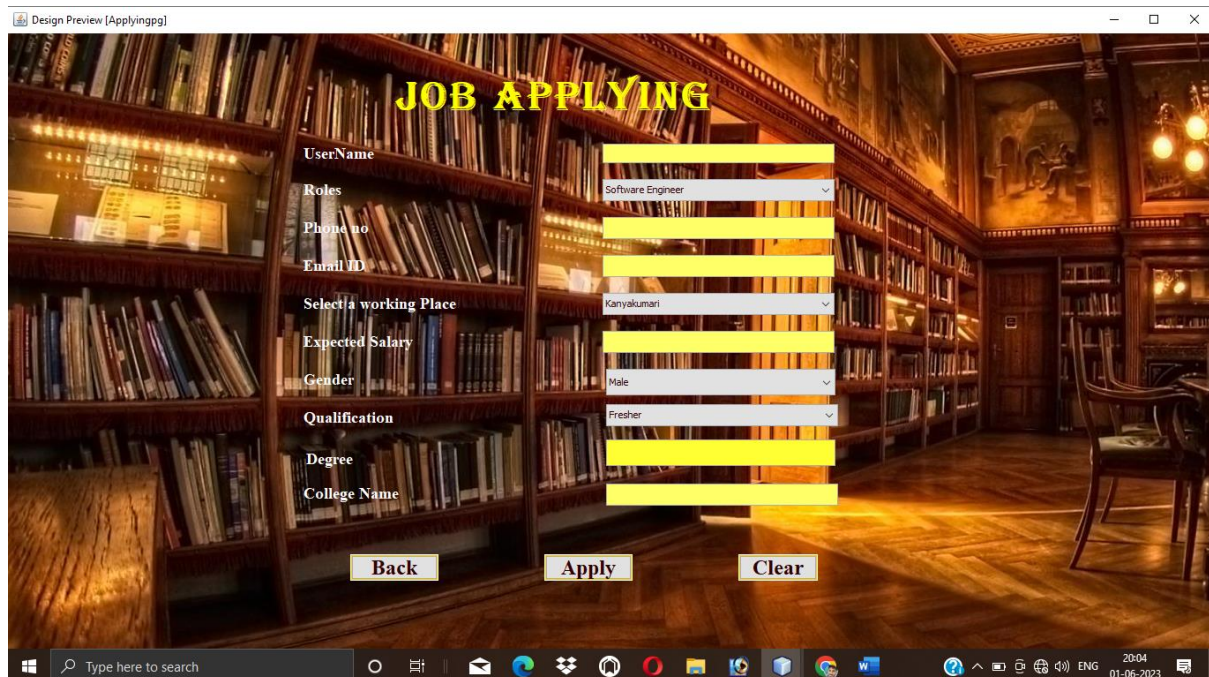 Design Preview [Applyingpg]
JOB APPLYING
UserName
Roles Software Engineer
Phone no
Email ID
Select a working Place Kanyakumari
Expected Salary
Gender Male
Qualification Fresher
Degree
College Name
Back Apply Clear
Type here to search ENG 20:04
01-06-2023